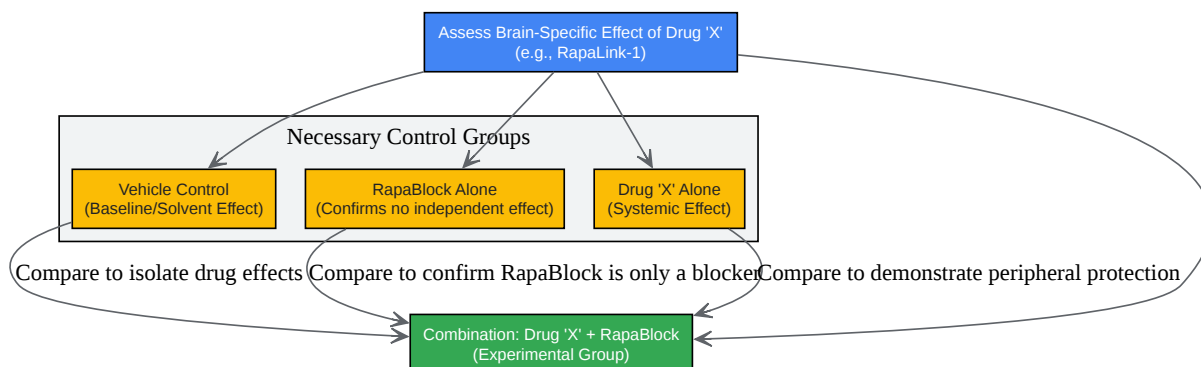 Assess Brain-Specific Effect of Drug 'X'
(e.g., RapaLink-1)
Necessary Control Groups
Vehicle Control
(Baseline/Solvent Effect)
RapaBlock Alone
(Confirms no independent effect)
Drug 'X' Alone
(Systemic Effect)
Compare to isolate drug effects
Compare to confirm RapaBlock is only a blocker
Compare to demonstrate peripheral protection
Combination: Drug 'X' + RapaBlock
(Experimental Group)